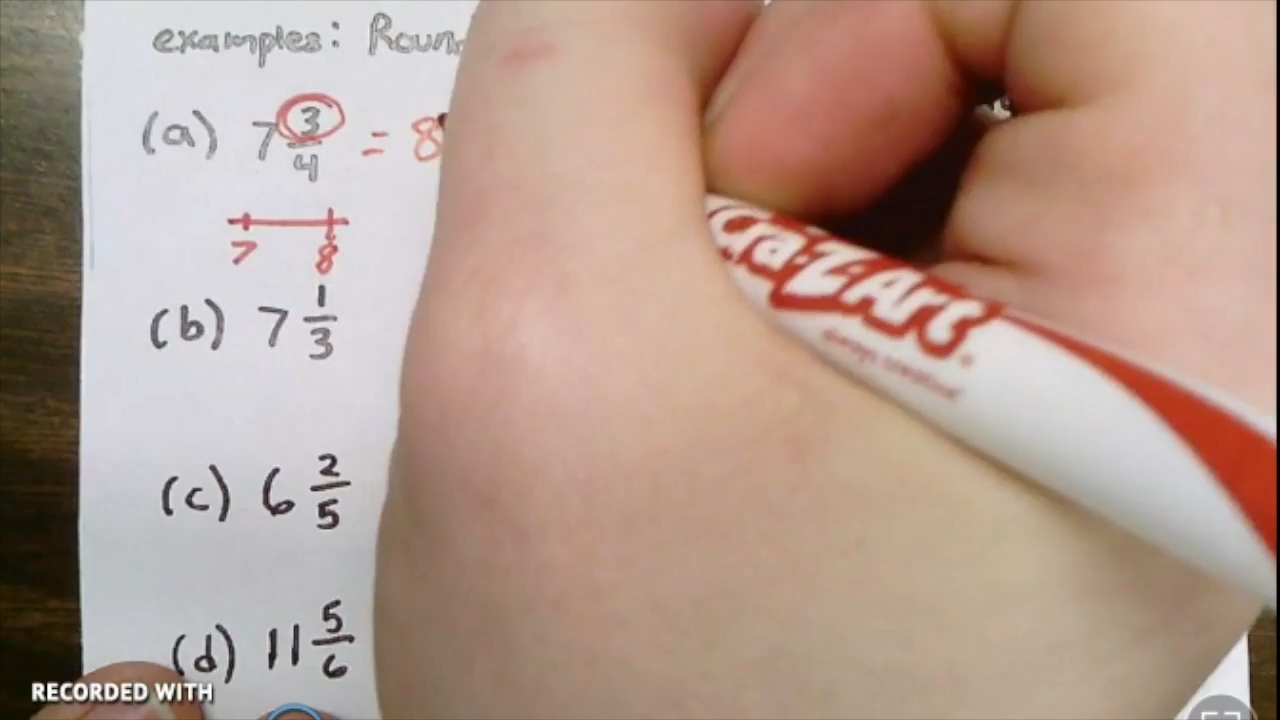 examples: Roun
(a) 7 3/4 = 8
7 8
(b) 7 1/3
(c) 6 2/5
(d) 11 5/6
Cra-Z-Art
RECORDED WITH